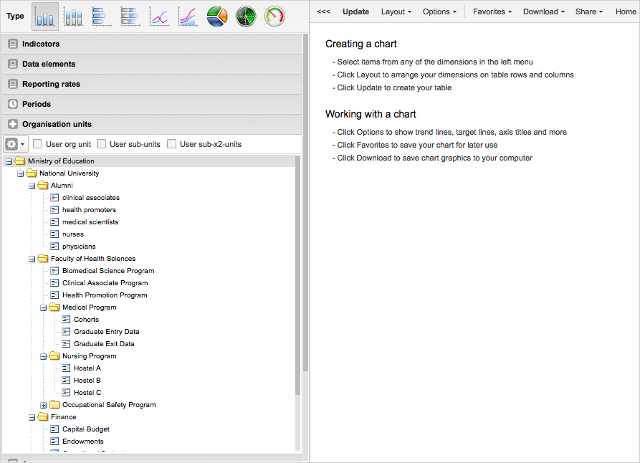 Type
Indicators
Data elements
Reporting rates
Periods
Organisation units
User org unit User sub-units User sub-x2-units
Ministry of Education
National University
Alumni
clinical associates
health promoters
medical scientists
nurses
physicians
Faculty of Health Sciences
Biomedical Science Program
Clinical Associate Program
Health Promotion Program
Medical Program
Cohorts
Graduate Entry Data
Graduate Exit Data
Nursing Program
Hostel A
Hostel B
Hostel C
Occupational Safety Program
Finance
Capital Budget
Endowments
<<< Update Layout Options Favorites Download Share Home
Creating a chart
- Select items from any of the dimensions in the left menu
- Click Layout to arrange your dimensions on table rows and columns
- Click Update to create your table
Working with a chart
- Click Options to show trend lines, target lines, axis titles and more
- Click Favorites to save your chart for later use
- Click Download to save chart graphics to your computer